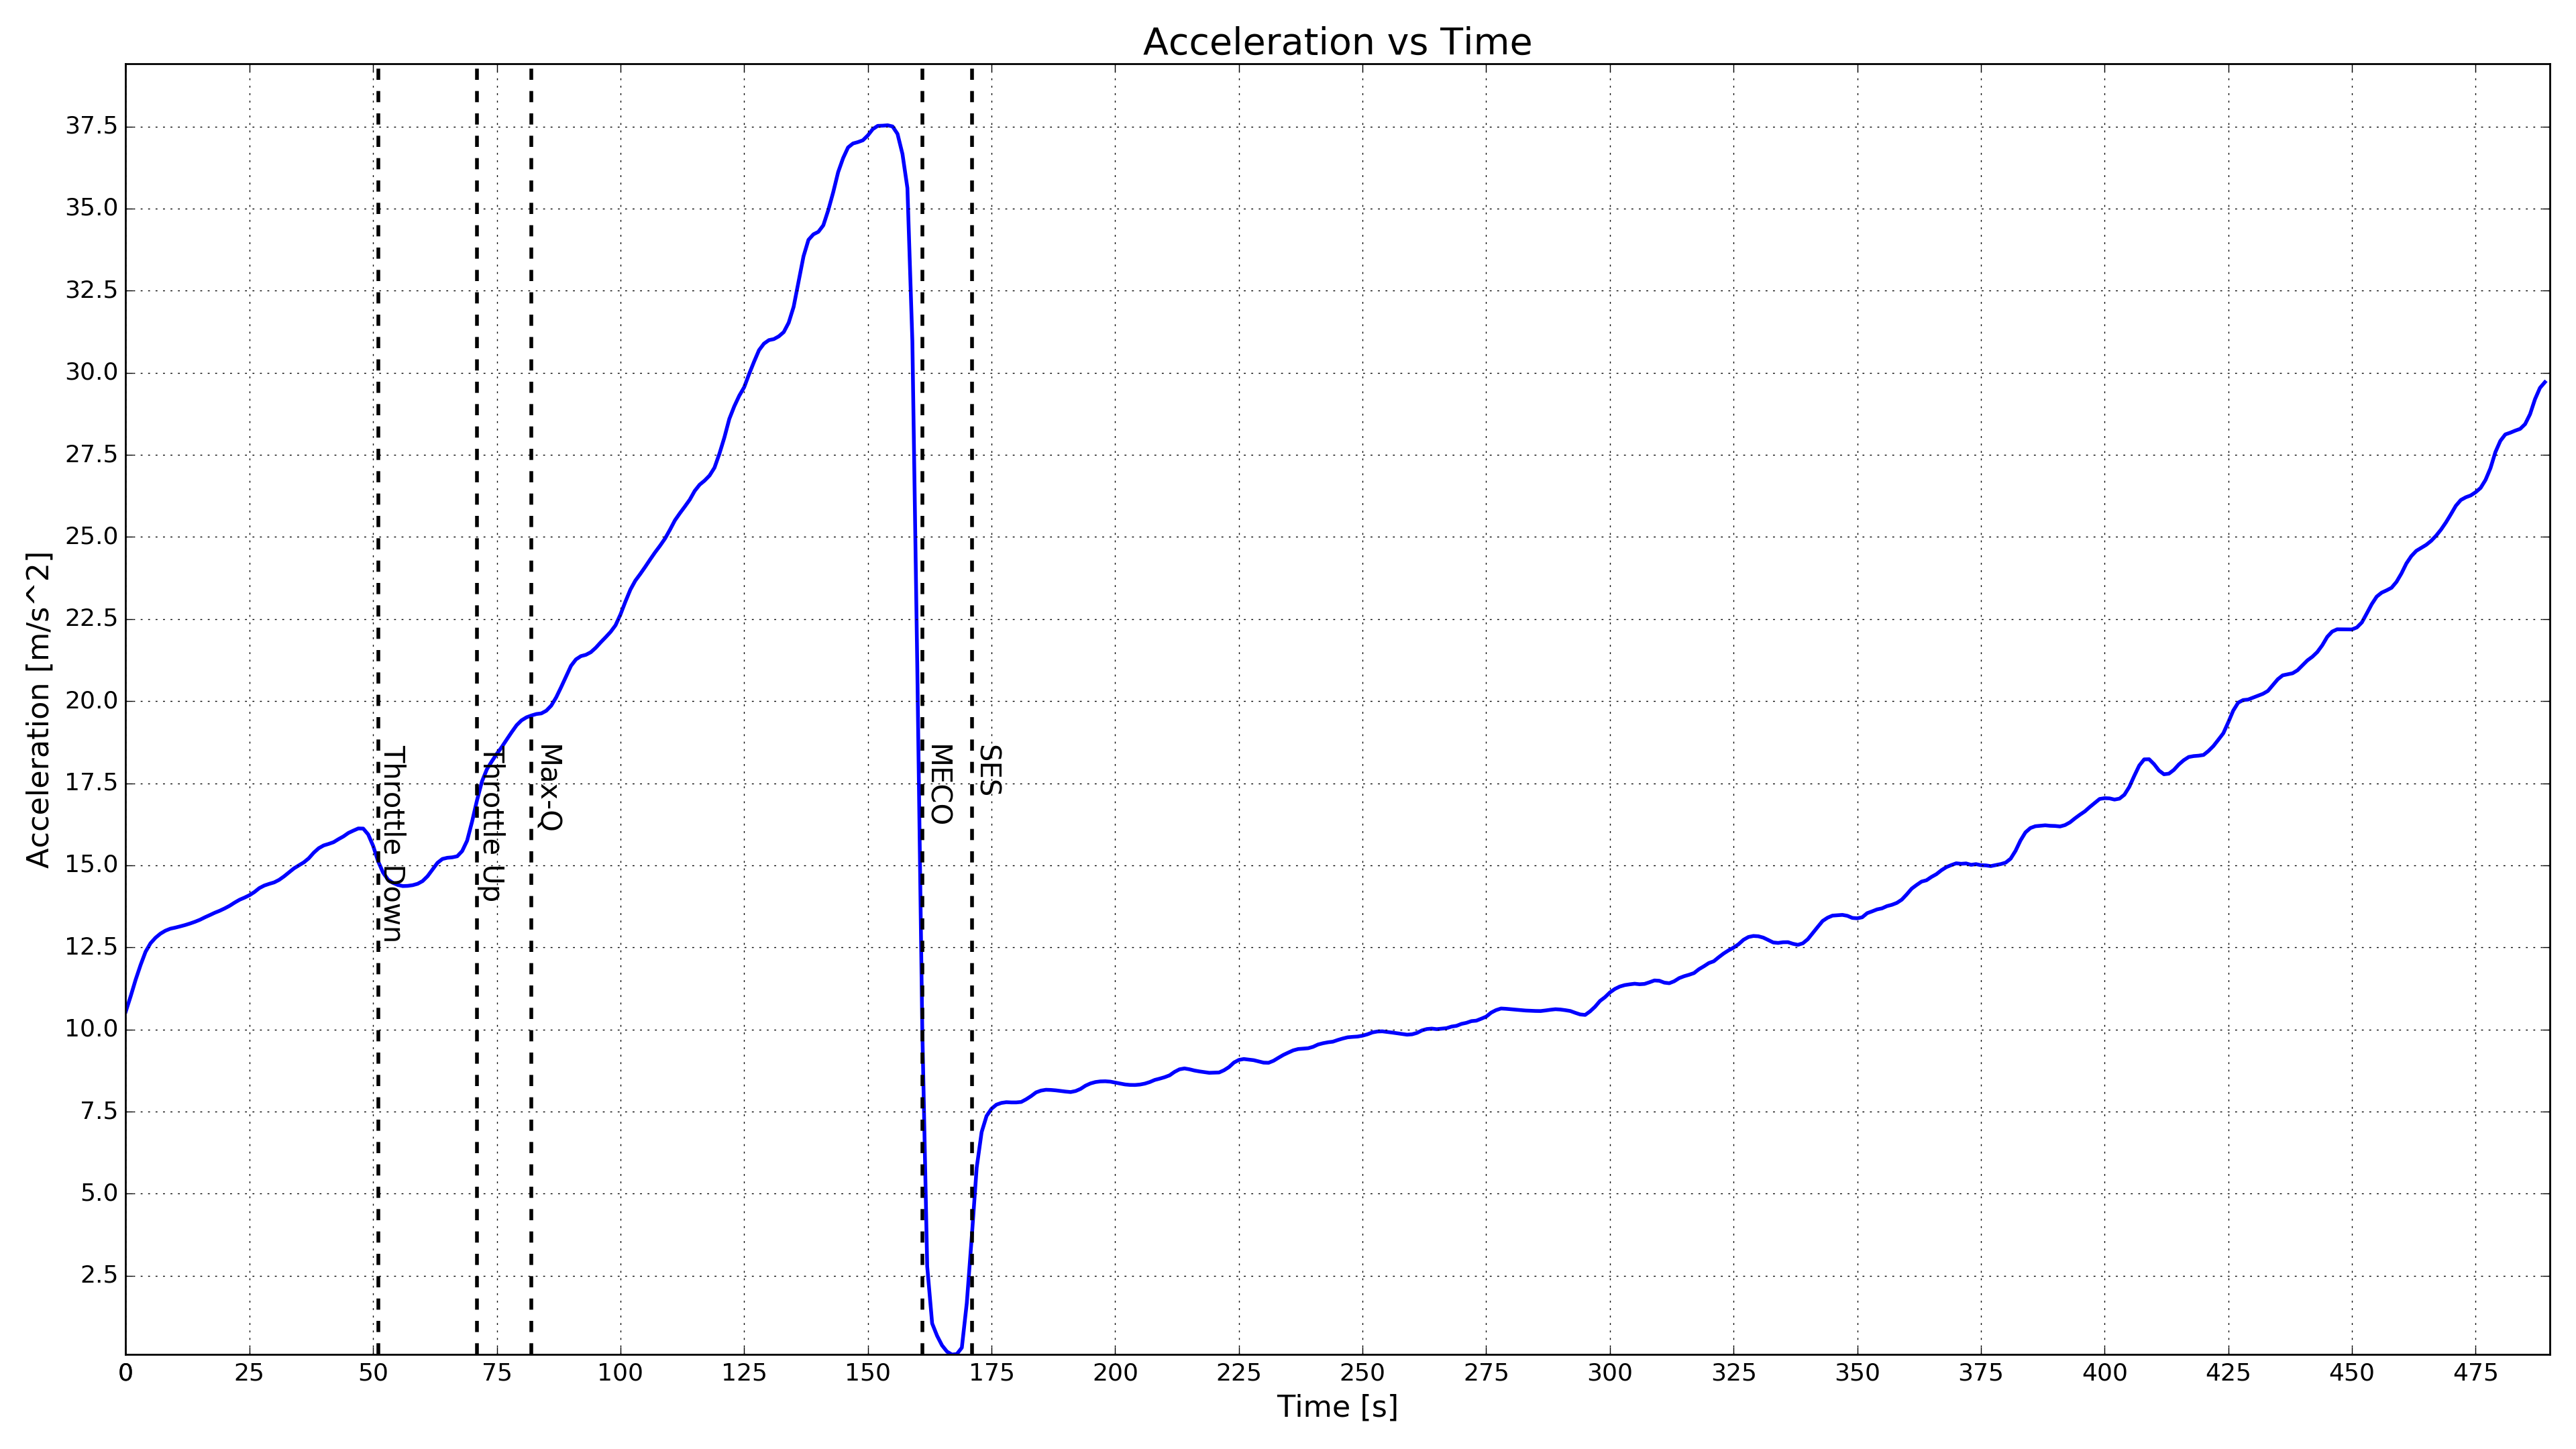 Acceleration vs Time
Acceleration [m/s^2]
37.5
35.0
32.5
30.0
27.5
25.0
22.5
20.0
17.5
15.0
12.5
10.0
7.5
5.0
2.5
Throttle Down
Throttle Up
Max-Q
MECO
SES
0 25 50 75 100 125 150 175 200 225 250 275 300 325 350 375 400 425 450 475
Time [s]